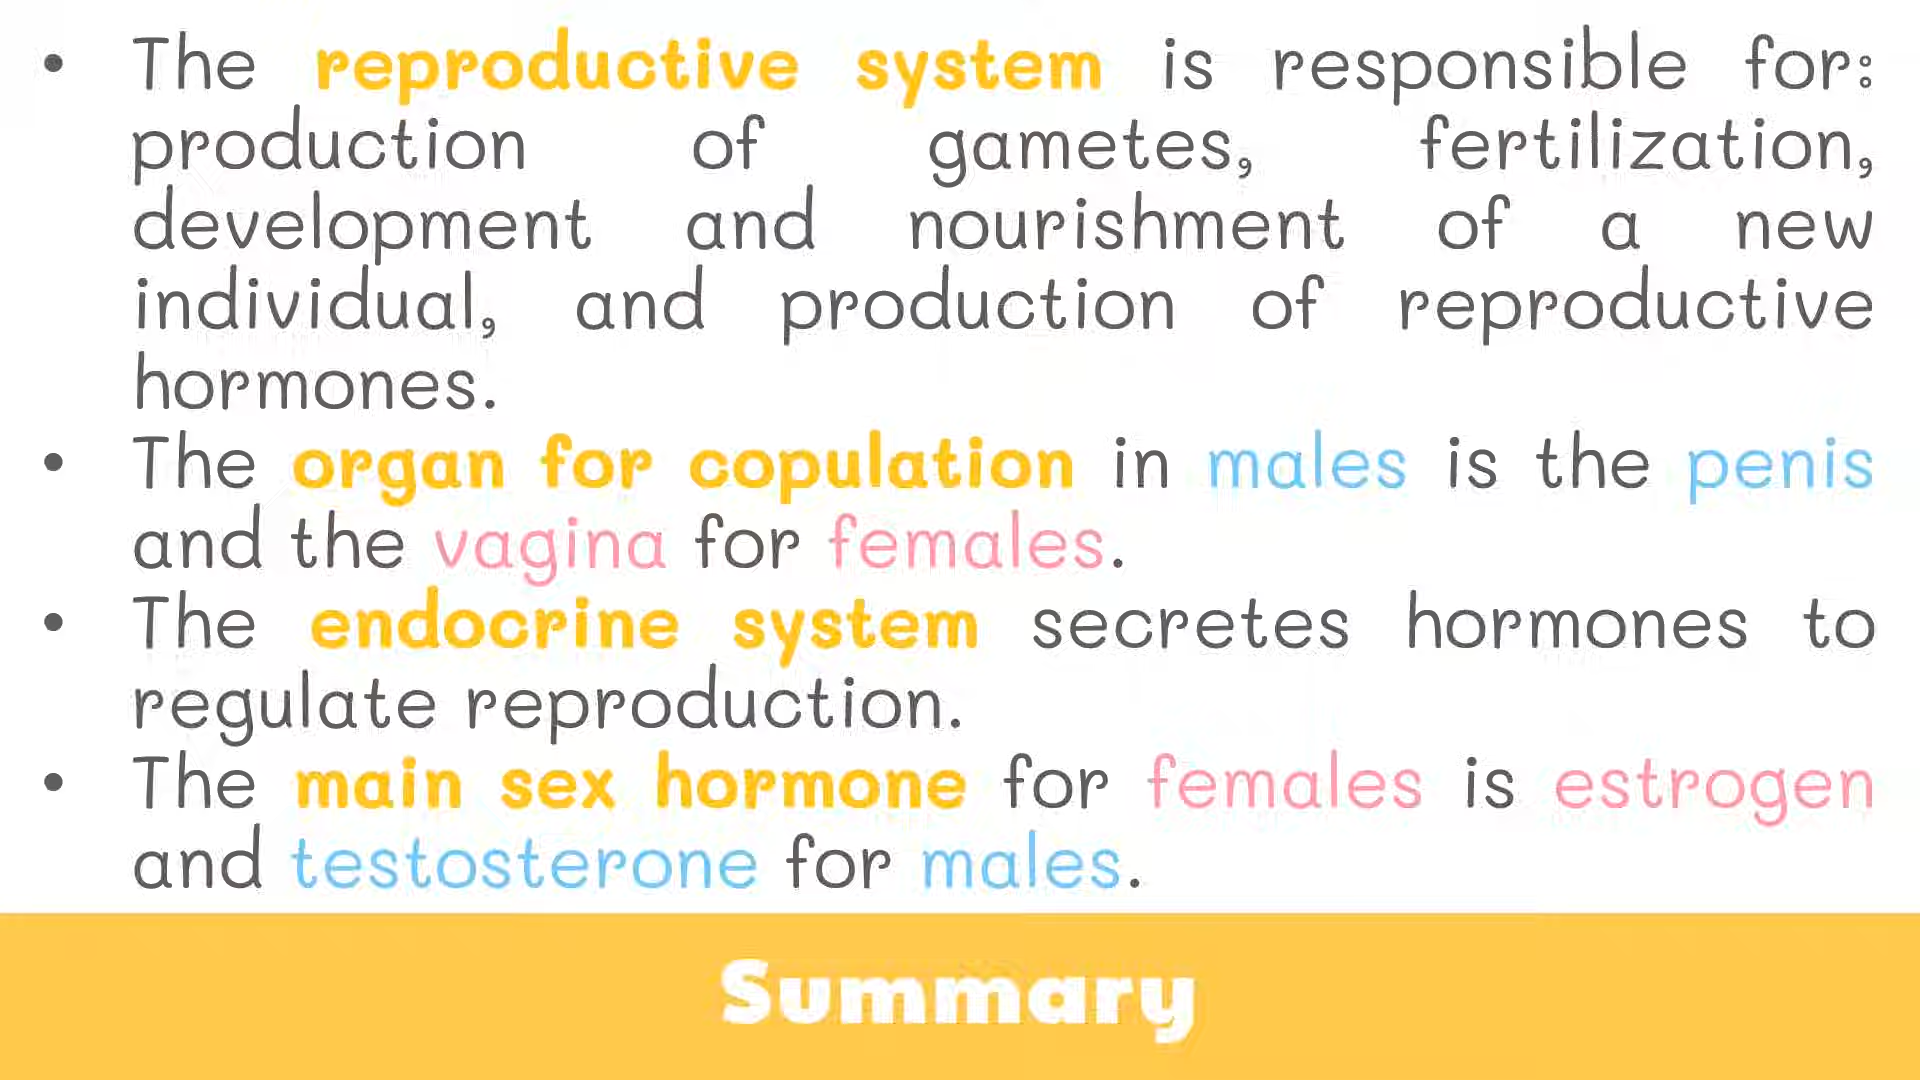 • The reproductive system is responsible for:
production of gametes, fertilization,
development and nourishment of a new
individual, and production of reproductive
hormones.
• The organ for copulation in males is the penis
and the vagina for females.
• The endocrine system secretes hormones to
regulate reproduction.
• The main sex hormone for females is estrogen
and testosterone for males.
Summary